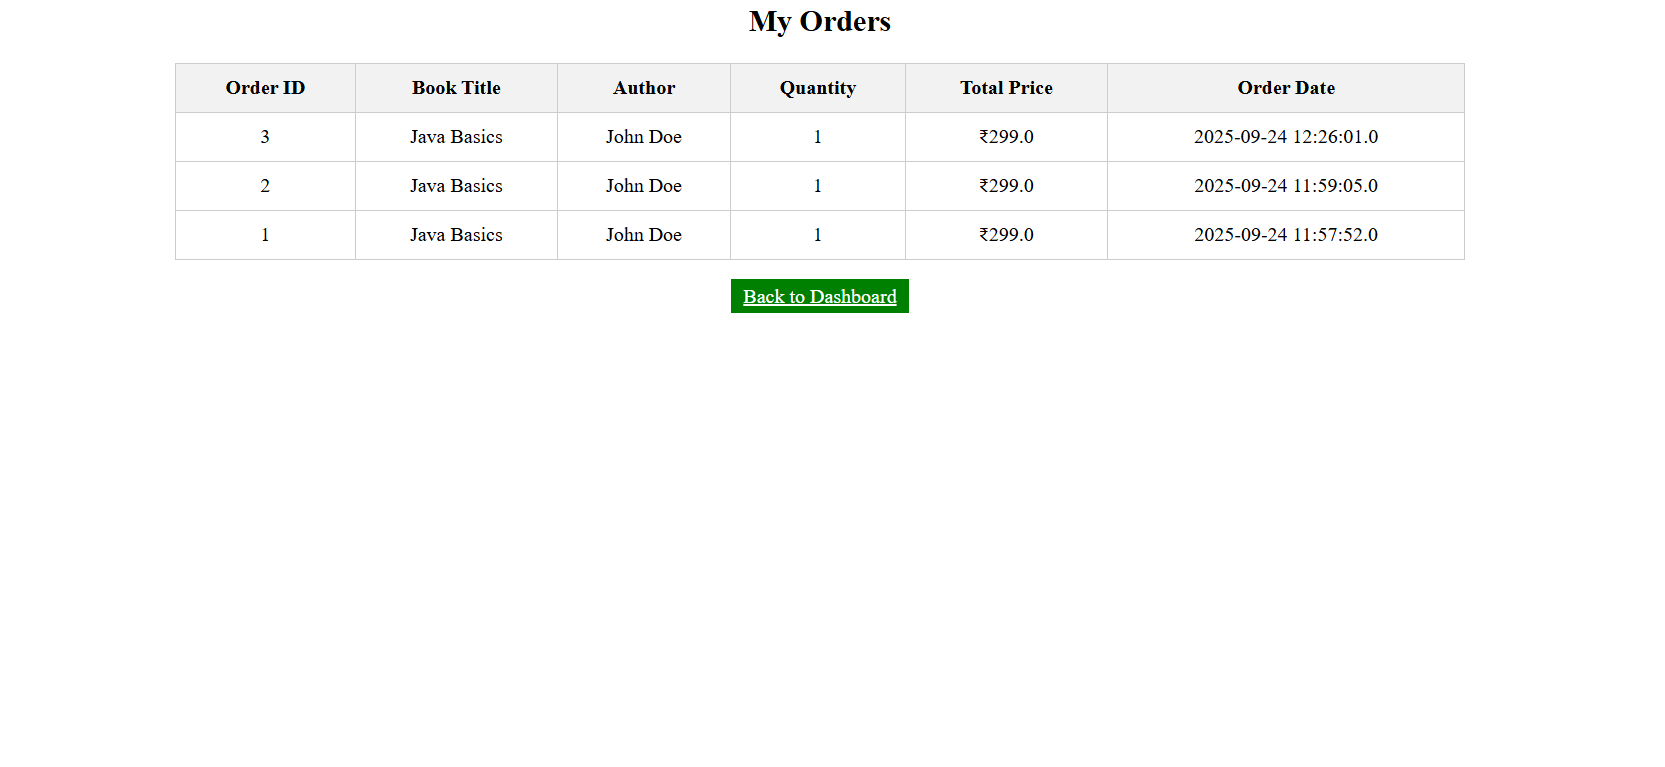 My Orders
Order ID Book Title Author Quantity Total Price Order Date
3 Java Basics John Doe 1 ₹299.0 2025-09-24 12:26:01.0
2 Java Basics John Doe 1 ₹299.0 2025-09-24 11:59:05.0
1 Java Basics John Doe 1 ₹299.0 2025-09-24 11:57:52.0
Back to Dashboard